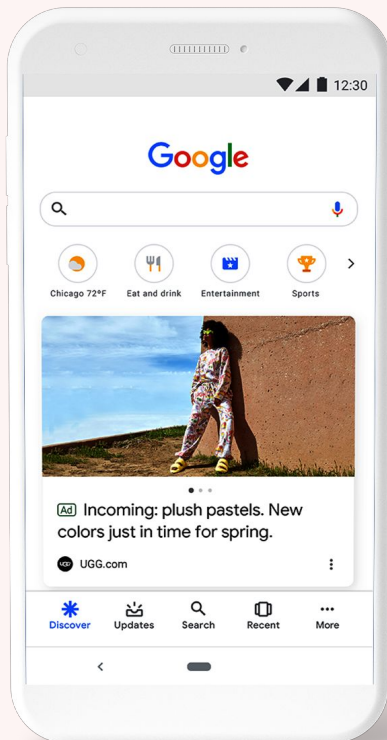 12:30
Google
Chicago 72°F
Eat and drink
Entertainment
Sports
Ad Incoming: plush pastels. New
colors just in time for spring.
UGG UGG.com
Discover
Updates
Search
Recent
More